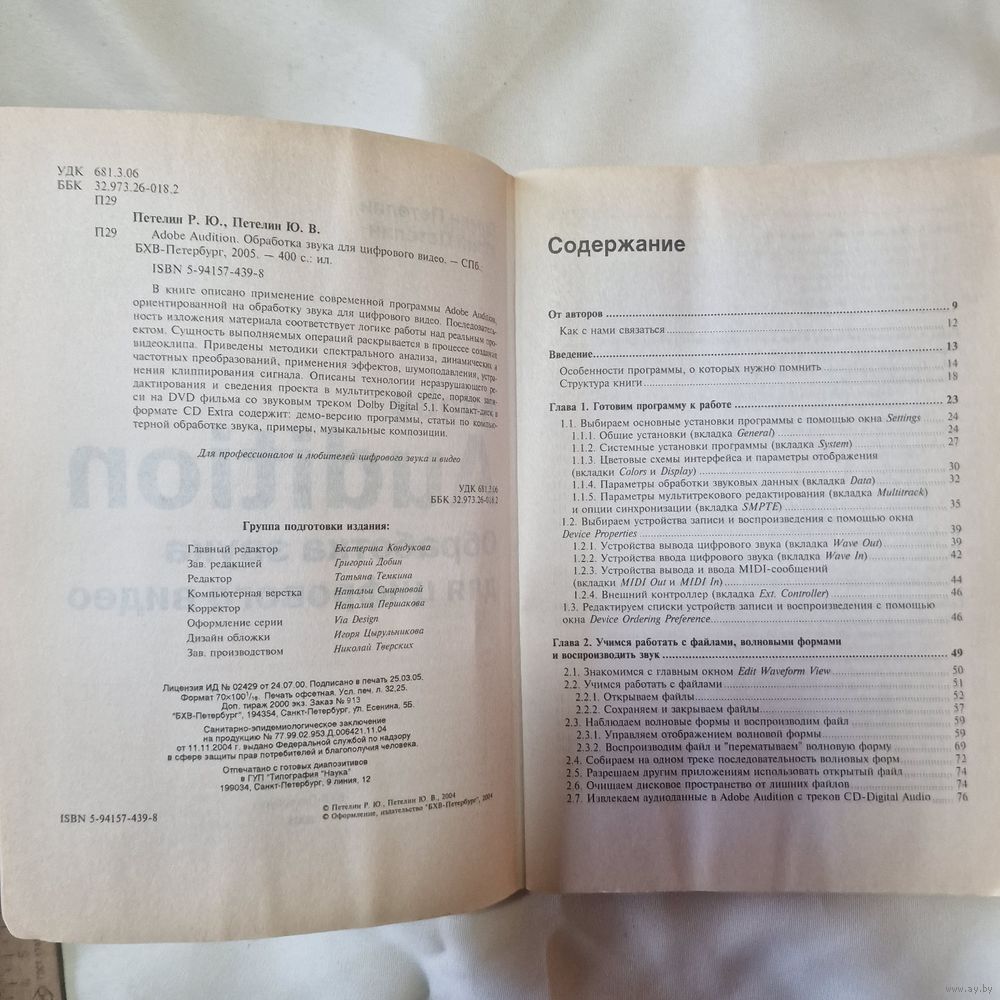 УДК 681.3.06
ББК 32.973.26-018.2
П29
Петелин Р. Ю., Петелин Ю. В.
П29 Adobe Audition. Обработка звука для цифрового видео. — СПб.:
БХВ-Петербург, 2005. — 400 с.: ил.
ISBN 5-94157-439-8
В книге описано применение современной программы Adobe Audition,
ориентированной на обработку звука для цифрового видео. Последователь-
ность изложения материала соответствует логике работы над реальным про-
ектом. Сущность выполняемых операций раскрывается в процессе создания
видеоклипа. Приведены методики спектрального анализа, динамических и
частотных преобразований, применения эффектов, шумоподавления, устра-
нения клиппирования сигнала. Описаны технологии неразрушающего ре-
дактирования и сведения проекта в мультитрековой среде, порядок запи-
си на DVD фильма со звуковым треком Dolby Digital 5.1. Компакт-диск в
формате CD Extra содержит: демо-версию программы, статьи по компью-
терной обработке звука, примеры, музыкальные композиции.
Для профессионалов и любителей цифрового звука и видео
УДК 681.3.06
ББК 32.973.26-018.2
Группа подготовки издания:
Главный редактор Екатерина Кондукова
Зав. редакцией Григорий Добин
Редактор Татьяна Темкина
Компьютерная верстка Натальи Смирновой
Корректор Наталия Першакова
Оформление серии Via Design
Дизайн обложки Игоря Цырульникова
Зав. производством Николай Тверских
Лицензия ИД № 02429 от 24.07.00. Подписано в печать 25.03.05.
Формат 70×100 1/16. Печать офсетная. Усл. печ. л. 32,25.
Доп. тираж 2000 экз. Заказ № 913
"БХВ-Петербург", 194354, Санкт-Петербург, ул. Есенина, 5Б.
Санитарно-эпидемиологическое заключение
на продукцию № 77.99.02.953.Д.006421.11.04
от 11.11.2004 г. выдано Федеральной службой по надзору
в сфере защиты прав потребителей и благополучия человека.
Отпечатано с готовых диапозитивов
в ГУП "Типография "Наука"
199034, Санкт-Петербург, 9 линия, 12
© Петелин Р. Ю., Петелин Ю. В., 2004
© Оформление, издательство "БХВ-Петербург", 2004
ISBN 5-94157-439-8
Содержание
От авторов 9
Как с нами связаться 12
Введение 13
Особенности программы, о которых нужно помнить 14
Структура книги 18
Глава 1. Готовим программу к работе 23
1.1. Выбираем основные установки программы с помощью окна Settings 24
1.1.1. Общие установки (вкладка General) 24
1.1.2. Системные установки программы (вкладка System) 27
1.1.3. Цветовые схемы интерфейса и параметры отображения
(вкладки Colors и Display) 30
1.1.4. Параметры обработки звуковых данных (вкладка Data) 32
1.1.5. Параметры мультитрекового редактирования (вкладка Multitrack)
и опции синхронизации (вкладка SMPTE) 35
1.2. Выбираем устройства записи и воспроизведения с помощью окна
Device Properties 39
1.2.1. Устройства вывода цифрового звука (вкладка Wave Out) 39
1.2.2. Устройства ввода цифрового звука (вкладка Wave In) 42
1.2.3. Устройства вывода и ввода MIDI-сообщений
(вкладки MIDI Out и MIDI In) 44
1.2.4. Внешний контроллер (вкладка Ext. Controller) 46
1.3. Редактируем списки устройств записи и воспроизведения с помощью
окна Device Ordering Preference 46
Глава 2. Учимся работать с файлами, волновыми формами
и воспроизводить звук 49
2.1. Знакомимся с главным окном Edit Waveform View 50
2.2. Учимся работать с файлами 51
2.2.1. Открываем файлы 52
2.2.2. Сохраняем и закрываем файлы 57
2.3. Наблюдаем волновые формы и воспроизводим файл 59
2.3.1. Управляем отображением волновой формы 59
2.3.2. Воспроизводим файл и "перематываем" волновую форму 69
2.4. Собираем на одном треке последовательность волновых форм 72
2.5. Разрешаем другим приложениям использовать открытый файл 74
2.6. Очищаем дисковое пространство от лишних файлов 74
2.7. Извлекаем аудиоданные в Adobe Audition с треков CD-Digital Audio 76
www.ay.by